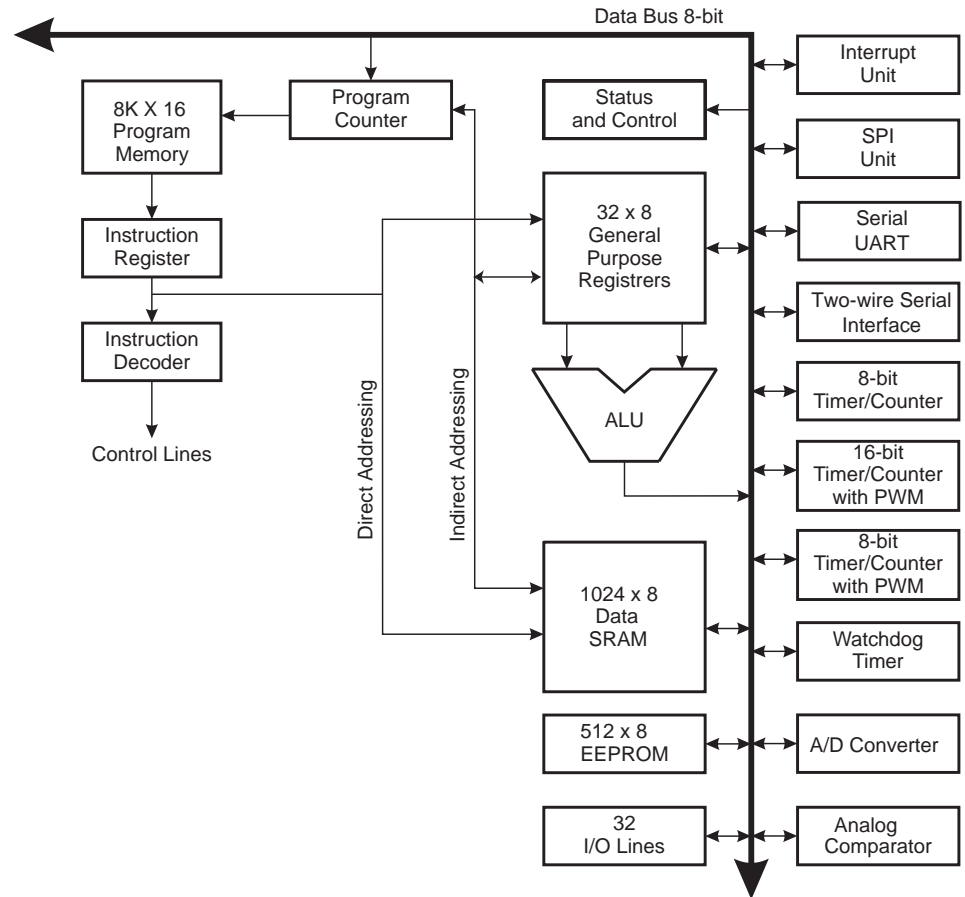 Data Bus 8-bit
8K X 16
Program
Memory
Program
Counter
Status
and Control
Interrupt
Unit
SPI
Unit
Instruction
Register
32 x 8
General
Purpose
Registrers
Serial
UART
Two-wire Serial
Interface
Instruction
Decoder
8-bit
Timer/Counter
ALU
Control Lines
Direct Addressing
Indirect Addressing
16-bit
Timer/Counter
with PWM
8-bit
Timer/Counter
with PWM
1024 x 8
Data
SRAM
Watchdog
Timer
512 x 8
EEPROM
A/D Converter
32
I/O Lines
Analog
Comparator